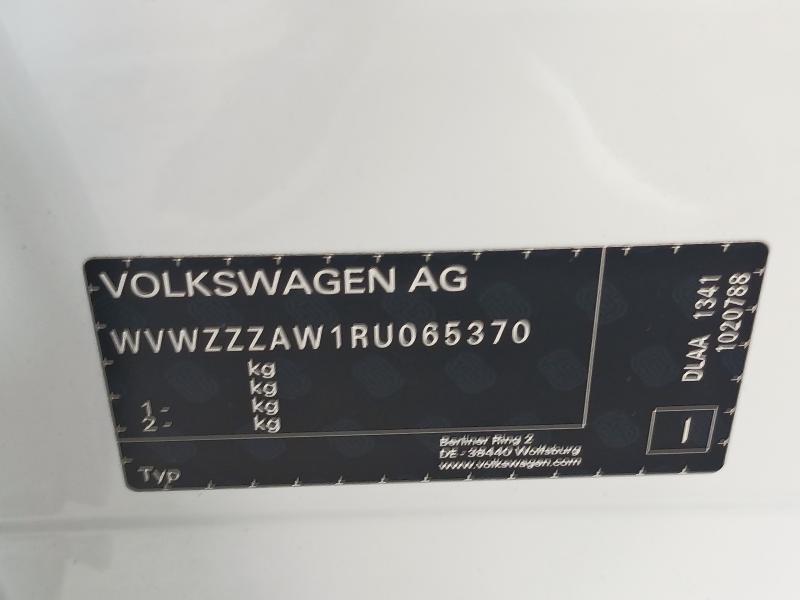 VOLKSWAGEN AG
WVWZZZAW1RU065370
kg
kg
1 - kg
2 - kg
Typ
Berliner Ring 2
DE - 38440 Wolfsburg
www.volkswagen.com
DLAA 1341
1020788
I